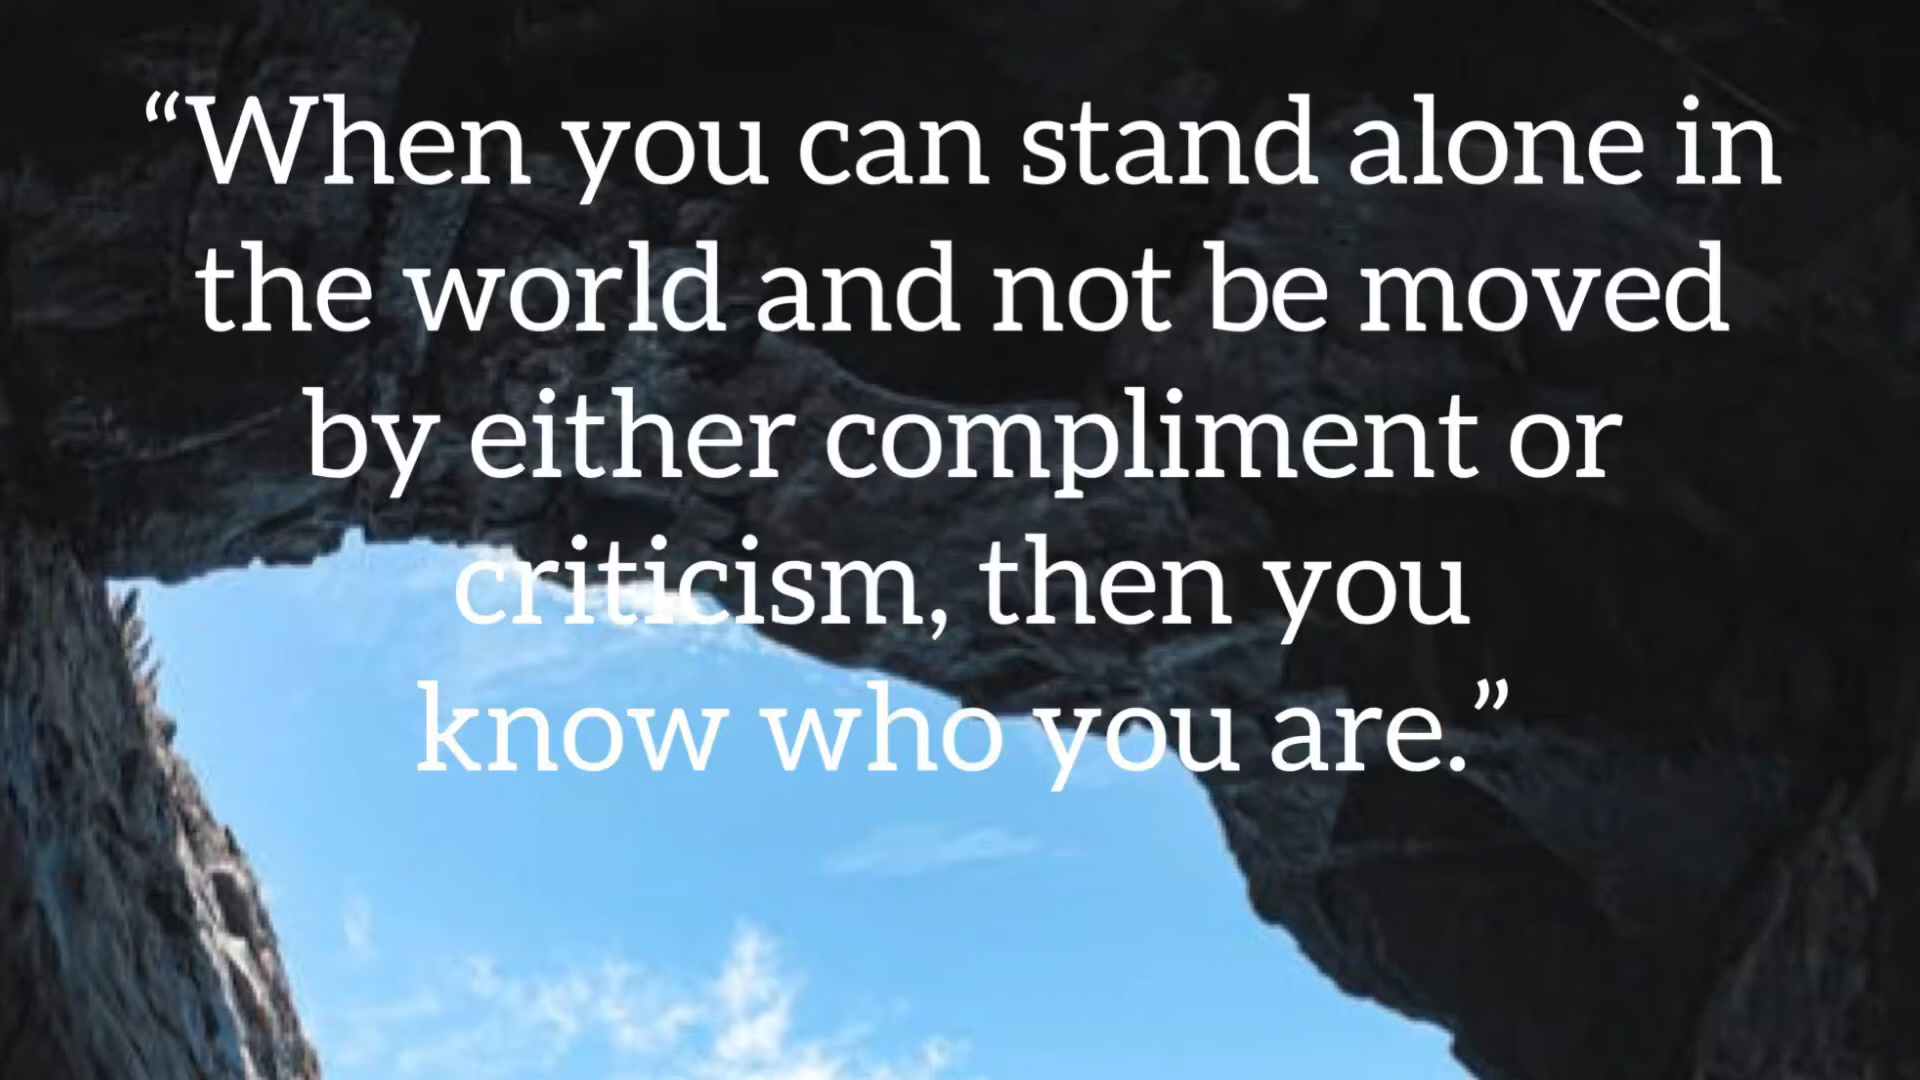 “When you can stand alone in
the world and not be moved
by either compliment or
criticism, then you
know who you are.”